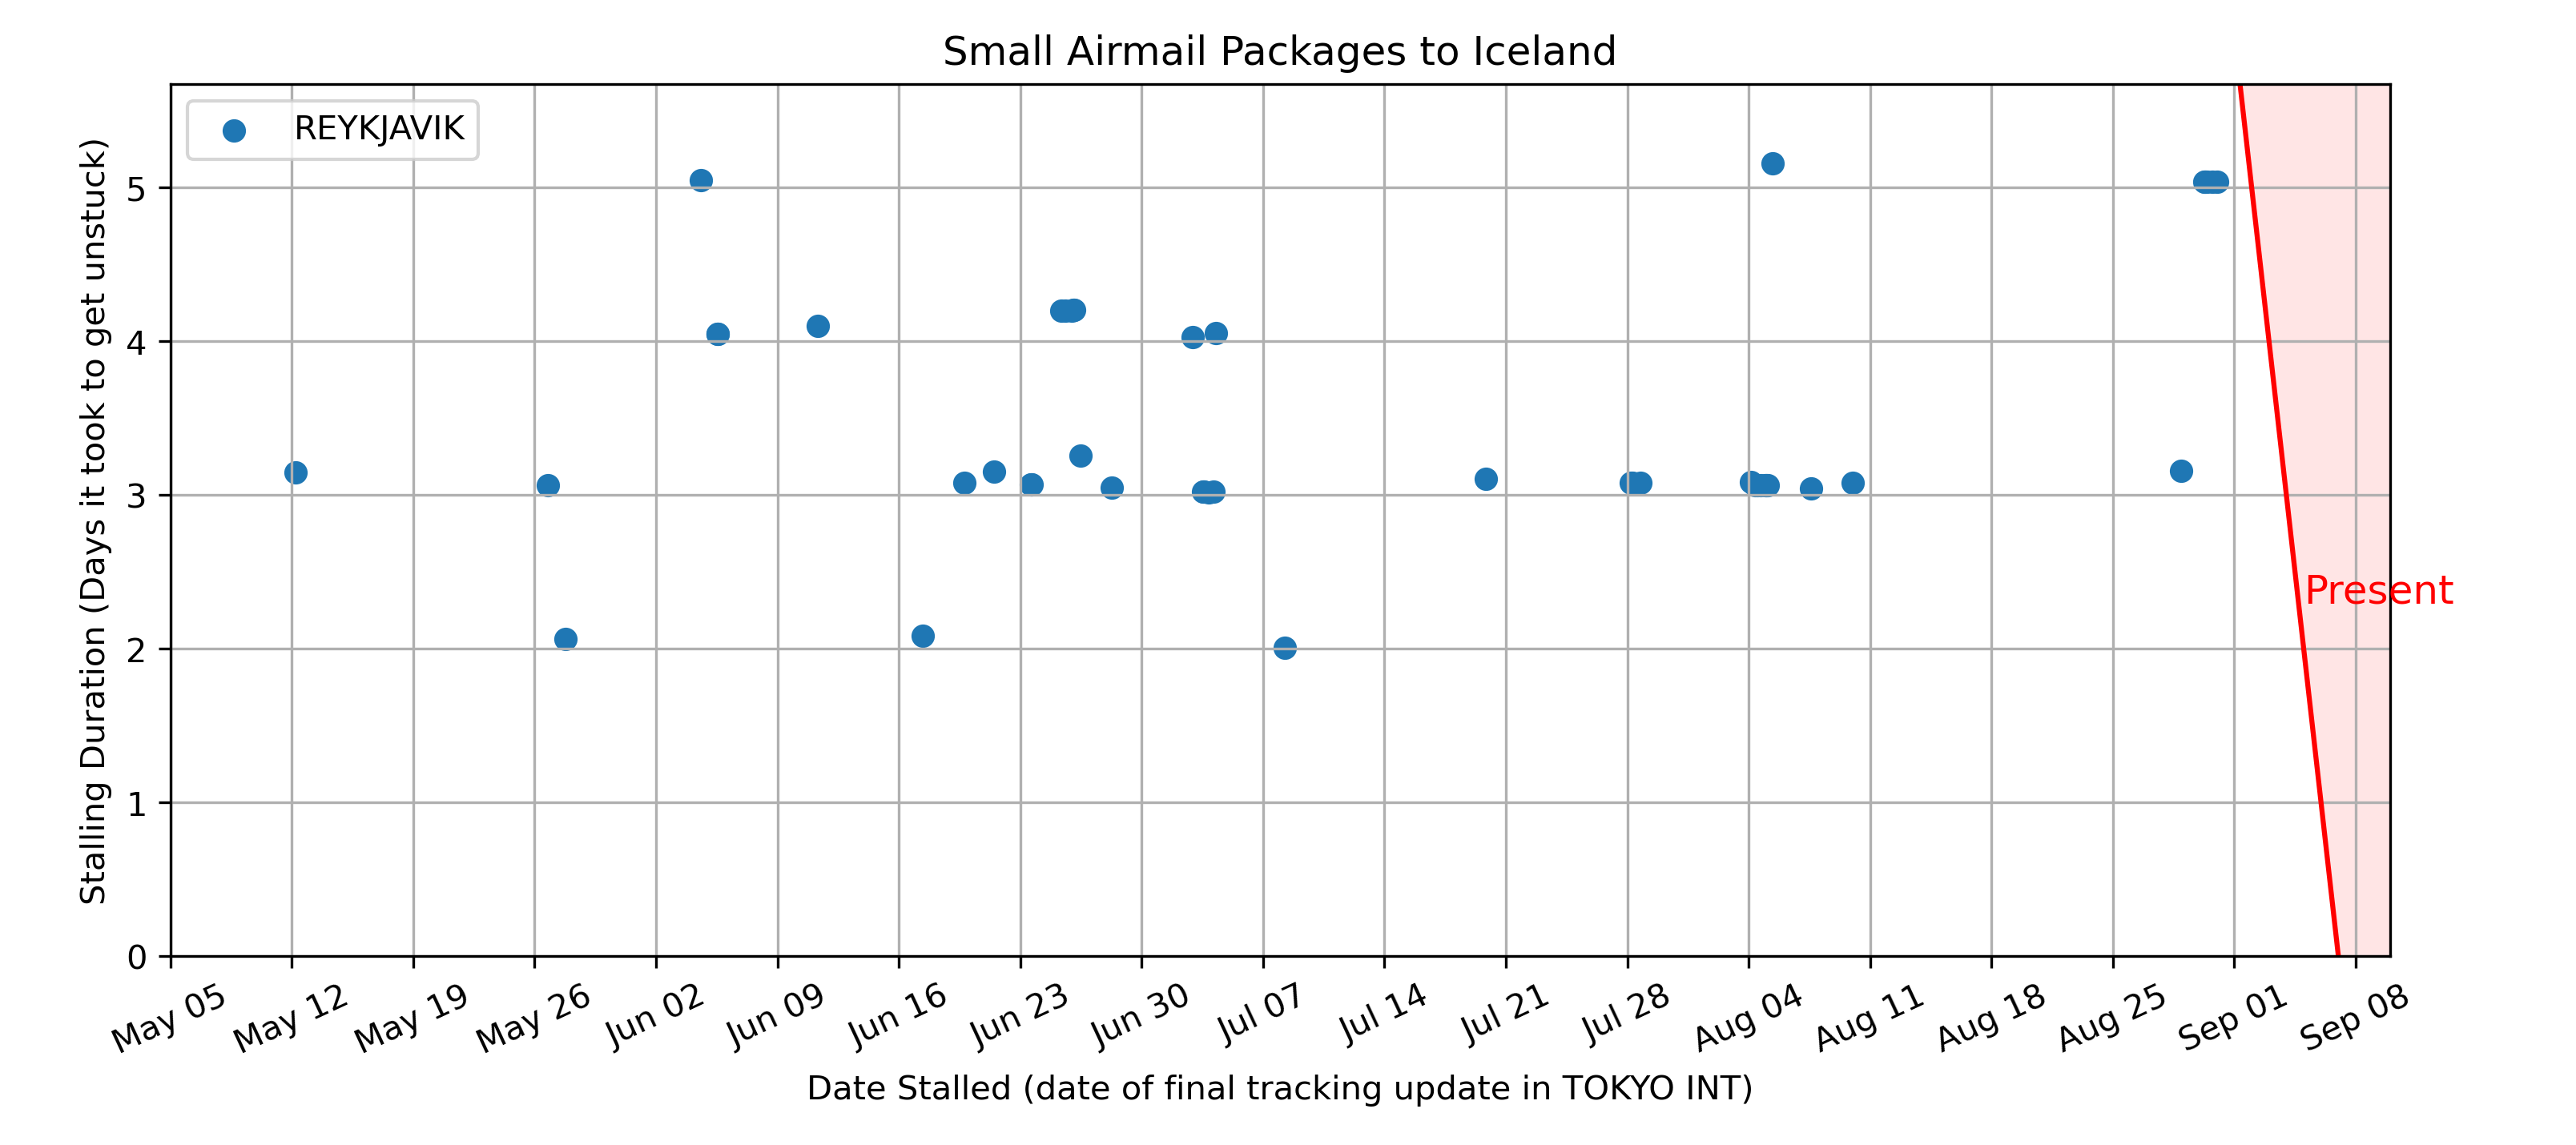 Small Airmail Packages to Iceland
REYKJAVIK
Stalling Duration (Days it took to get unstuck)
5
4
3
2
1
0
Present
May 05
May 12
May 19
May 26
Jun 02
Jun 09
Jun 16
Jun 23
Jun 30
Jul 07
Jul 14
Jul 21
Jul 28
Aug 04
Aug 11
Aug 18
Aug 25
Sep 01
Sep 08
Date Stalled (date of final tracking update in TOKYO INT)